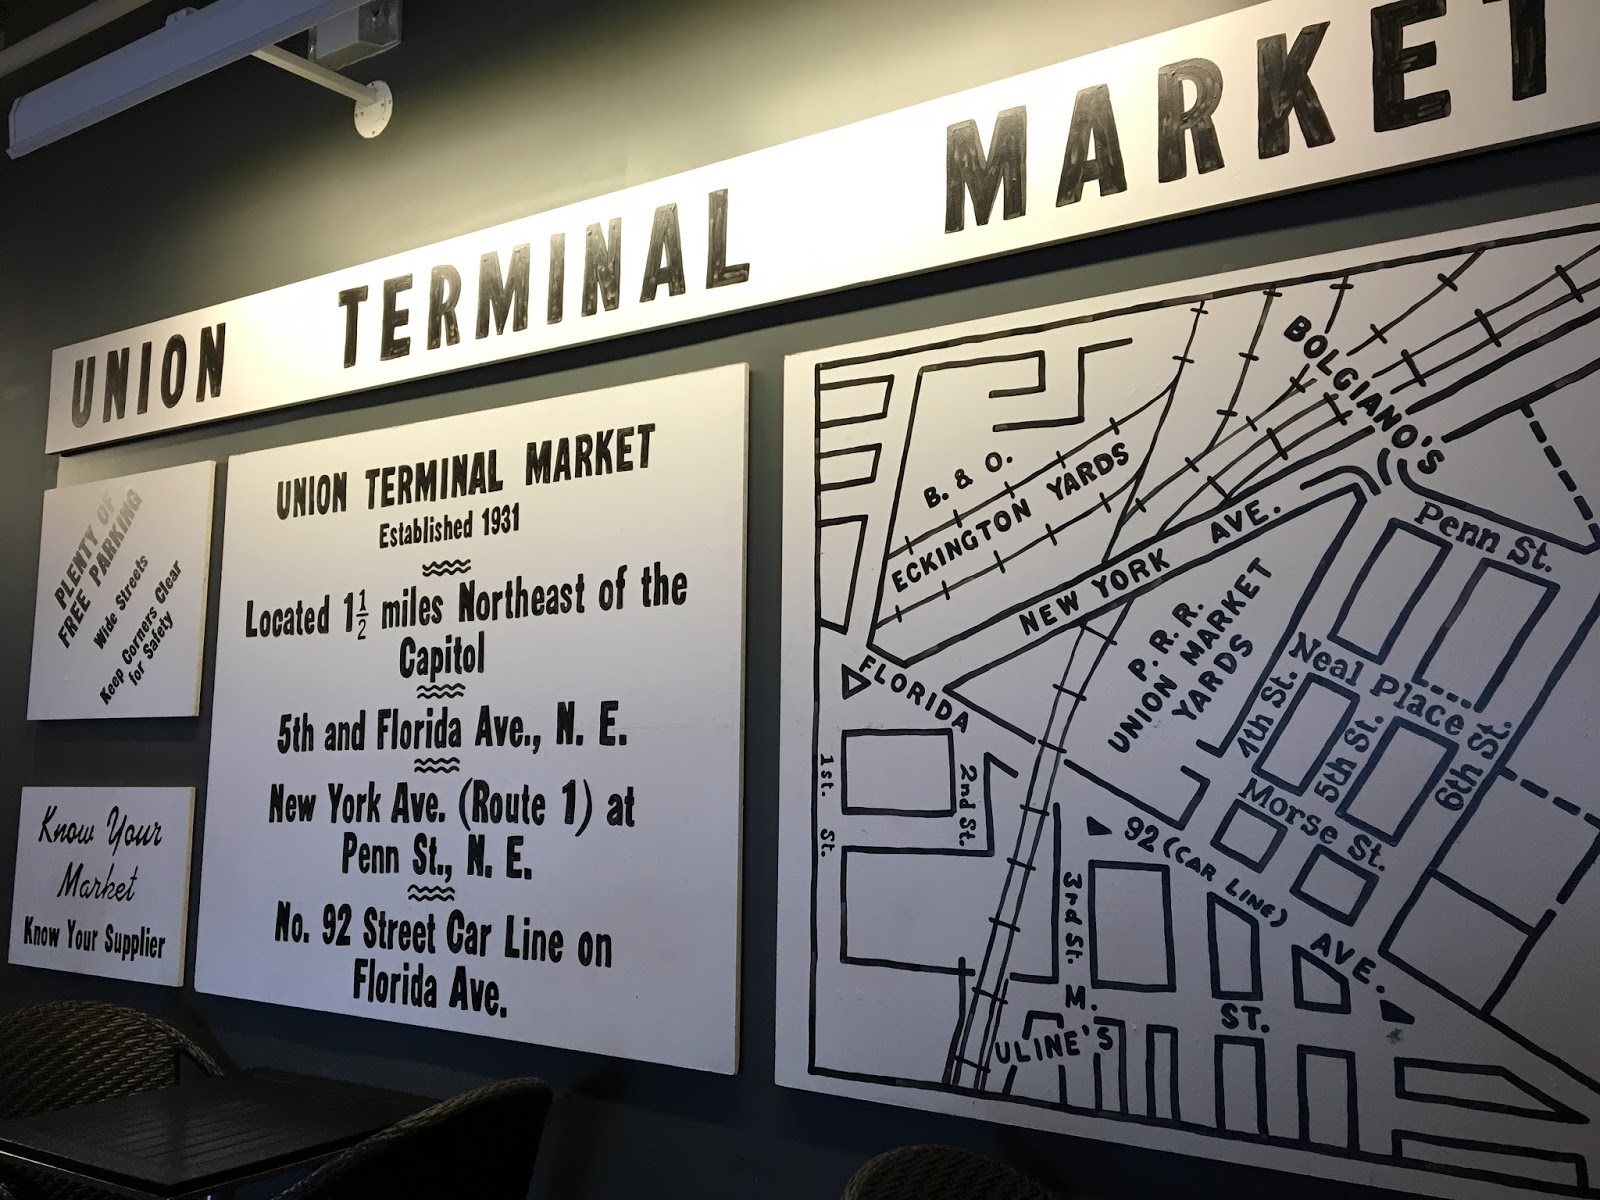 UNION TERMINAL MARKET
PLENTY OF
FREE PARKING
Wide Streets
Keep Corners Clear
for Safety
Know Your
Market
Know Your Supplier
UNION TERMINAL MARKET
Established 1931
Located 1½ miles Northeast of the
Capitol
5th and Florida Ave., N. E.
New York Ave. (Route 1) at
Penn St., N. E.
No. 92 Street Car Line on
Florida Ave.
BOLGIANO'S
B. & O.
ECKINGTON YARDS
NEW YORK AVE.
Penn St.
P. R. R.
UNION MARKET
YARDS
Neal Place
4th St.
5th St.
6th St.
Morse St.
FLORIDA
92 (CAR LINE)
AVE.
1st. St.
2nd St.
3rd St.
M. ST.
ULINE'S